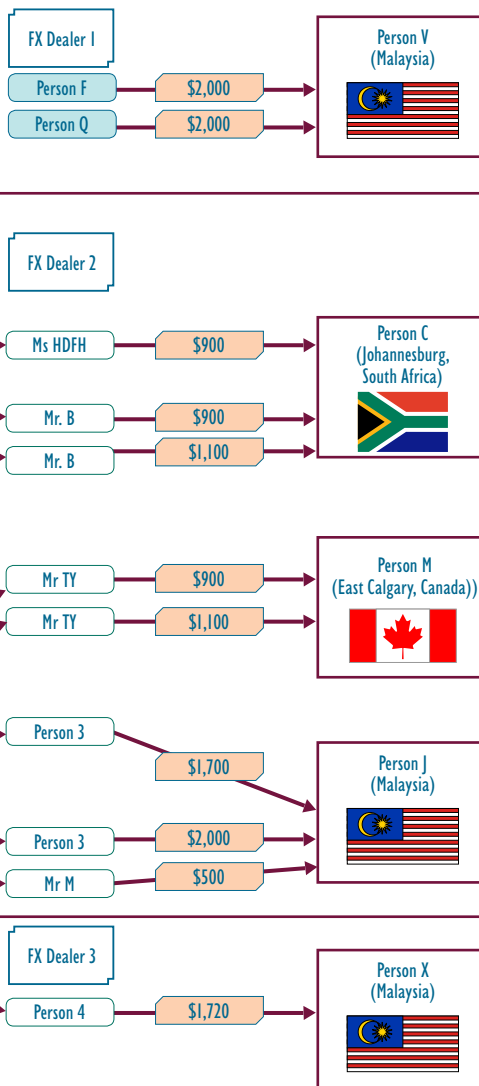 FX Dealer 1
Person F
$2,000
Person V
(Malaysia)
Person Q
$2,000
FX Dealer 2
Ms HDFH
$900
Person C
(Johannesburg,
South Africa)
Mr. B
$900
Mr. B
$1,100
Mr TY
$900
Person M
(East Calgary, Canada))
Mr TY
$1,100
Person 3
$1,700
Person J
(Malaysia)
Person 3
$2,000
Mr M
$500
FX Dealer 3
Person 4
$1,720
Person X
(Malaysia)